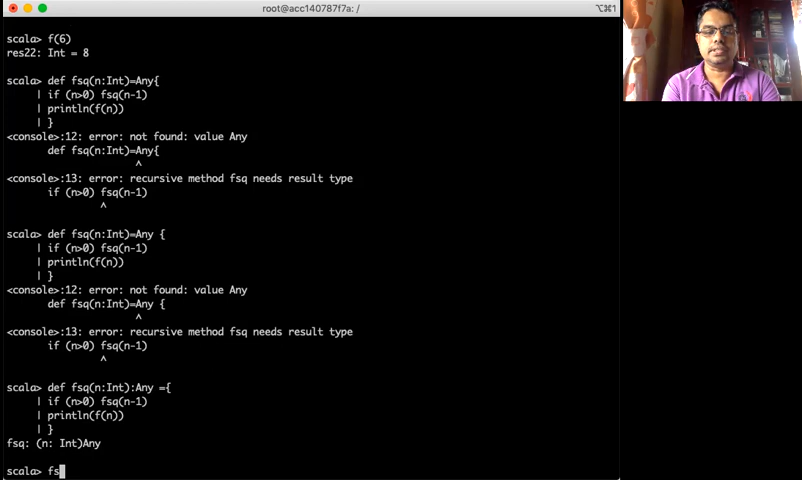 root@acc140787f7a: /
⌥⌘1
scala> f(6)
res22: Int = 8
scala> def fsq(n:Int)=Any{
| if (n>0) fsq(n-1)
| println(f(n))
| }
<console>:12: error: not found: value Any
def fsq(n:Int)=Any{
^
<console>:13: error: recursive method fsq needs result type
if (n>0) fsq(n-1)
^
scala> def fsq(n:Int)=Any {
| if (n>0) fsq(n-1)
| println(f(n))
| }
<console>:12: error: not found: value Any
def fsq(n:Int)=Any {
^
<console>:13: error: recursive method fsq needs result type
if (n>0) fsq(n-1)
^
scala> def fsq(n:Int):Any ={
| if (n>0) fsq(n-1)
| println(f(n))
| }
fsq: (n: Int)Any
scala> fs